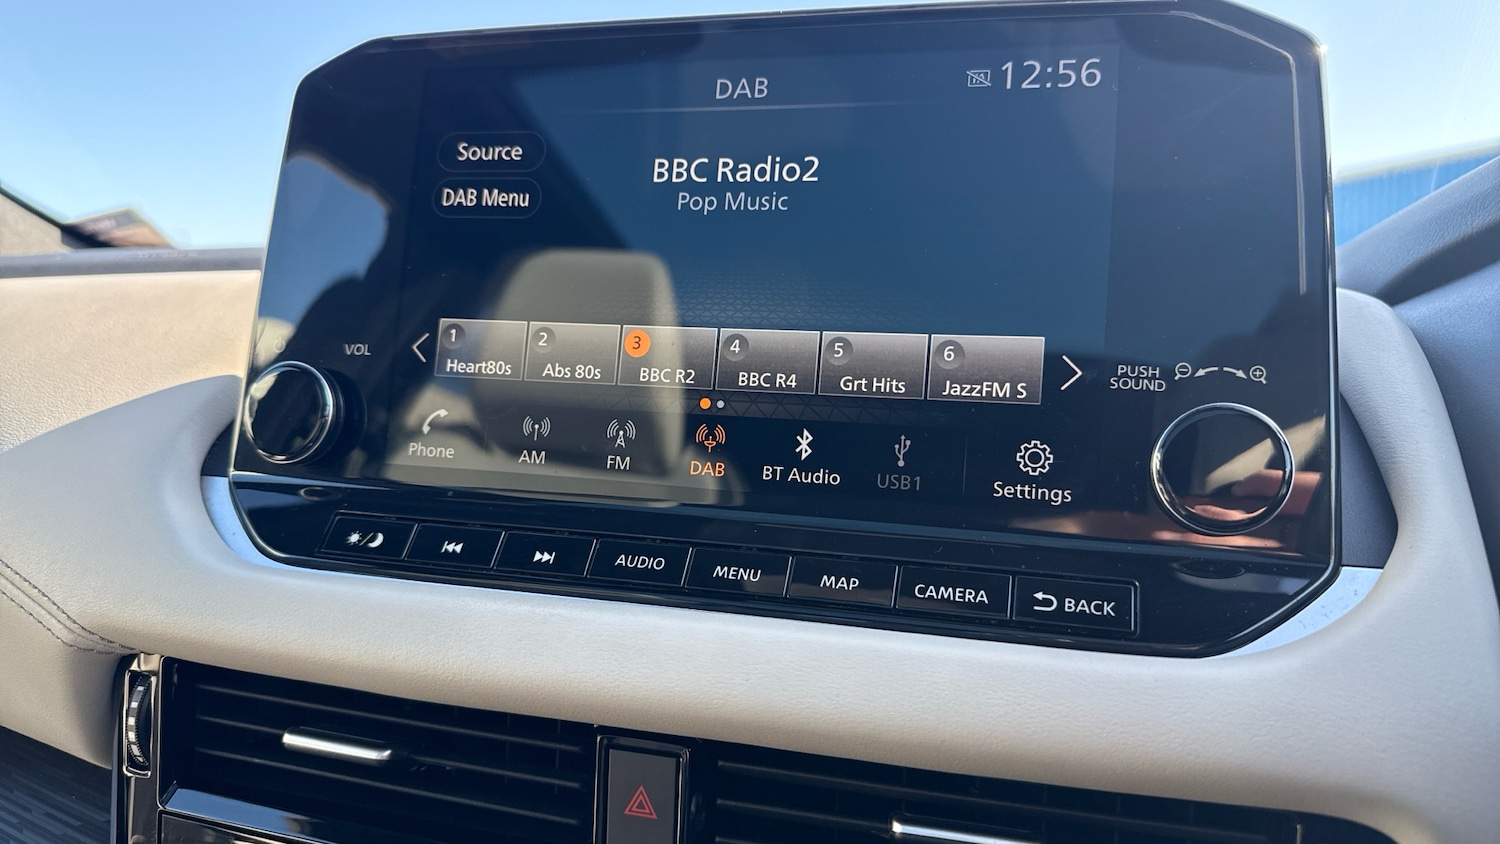 DAB
12:56
Source
BBC Radio2
DAB Menu
Pop Music
1 2 3 4 5 6
Heart80s Abs 80s BBC R2 BBC R4 Grt Hits JazzFM S
VOL
PUSH
SOUND
Phone AM FM DAB BT Audio USB1 Settings
AUDIO MENU MAP CAMERA BACK